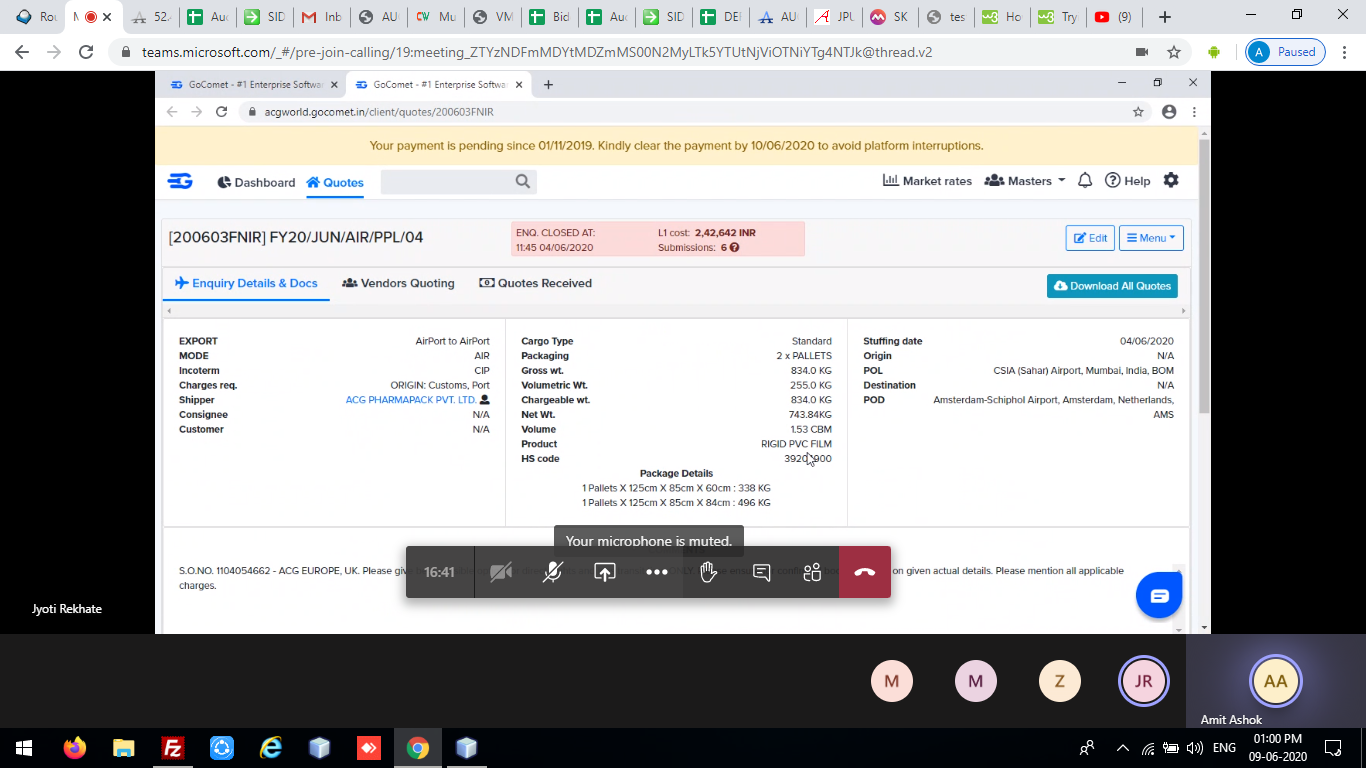 Rou
M
52.
Auc
SID
Inb
AU
Mu
VM
Bid
Auc
SID
DEF
AU
JPU
SK
tes
Ho
Try
(9)
teams.microsoft.com/_#/pre-join-calling/19:meeting_ZTYzNDFmMDYtMDZmMS00N2MyLTk5YTUtNjViOTNiYTg4NTJk@thread.v2
A Paused
GoComet - #1 Enterprise Softwa
GoComet - #1 Enterprise Softwa
acgworld.gocomet.in/client/quotes/200603FNIR
Your payment is pending since 01/11/2019. Kindly clear the payment by 10/06/2020 to avoid platform interruptions.
Dashboard Quotes Market rates Masters Help
[200603FNIR] FY20/JUN/AIR/PPL/04
ENQ. CLOSED AT: L1 cost: 2,42,642 INR
11:45 04/06/2020 Submissions: 6
Edit Menu
Enquiry Details & Docs Vendors Quoting Quotes Received Download All Quotes
EXPORT AirPort to AirPort
MODE AIR
Incoterm CIP
Charges req. ORIGIN: Customs, Port
Shipper ACG PHARMAPACK PVT. LTD.
Consignee N/A
Customer N/A
Cargo Type Standard
Packaging 2 x PALLETS
Gross wt. 834.0 KG
Volumetric Wt. 255.0 KG
Chargeable wt. 834.0 KG
Net Wt. 743.84KG
Volume 1.53 CBM
Product RIGID PVC FILM
HS code
Package Details
1 Pallets X 125cm X 85cm X 60cm : 338 KG
1 Pallets X 125cm X 85cm X 84cm : 496 KG
Stuffing date 04/06/2020
Origin N/A
POL CSIA (Sahar) Airport, Mumbai, India, BOM
Destination N/A
POD Amsterdam-Schiphol Airport, Amsterdam, Netherlands,
AMS
Your microphone is muted.
16:41
S.O.NO. 1104054662 - ACG EUROPE, UK. Please on given actual details. Please mention all applicable
charges.
Jyoti Rekhate
M
M
Z
JR
AA
Amit Ashok
ENG
01:00 PM
09-06-2020